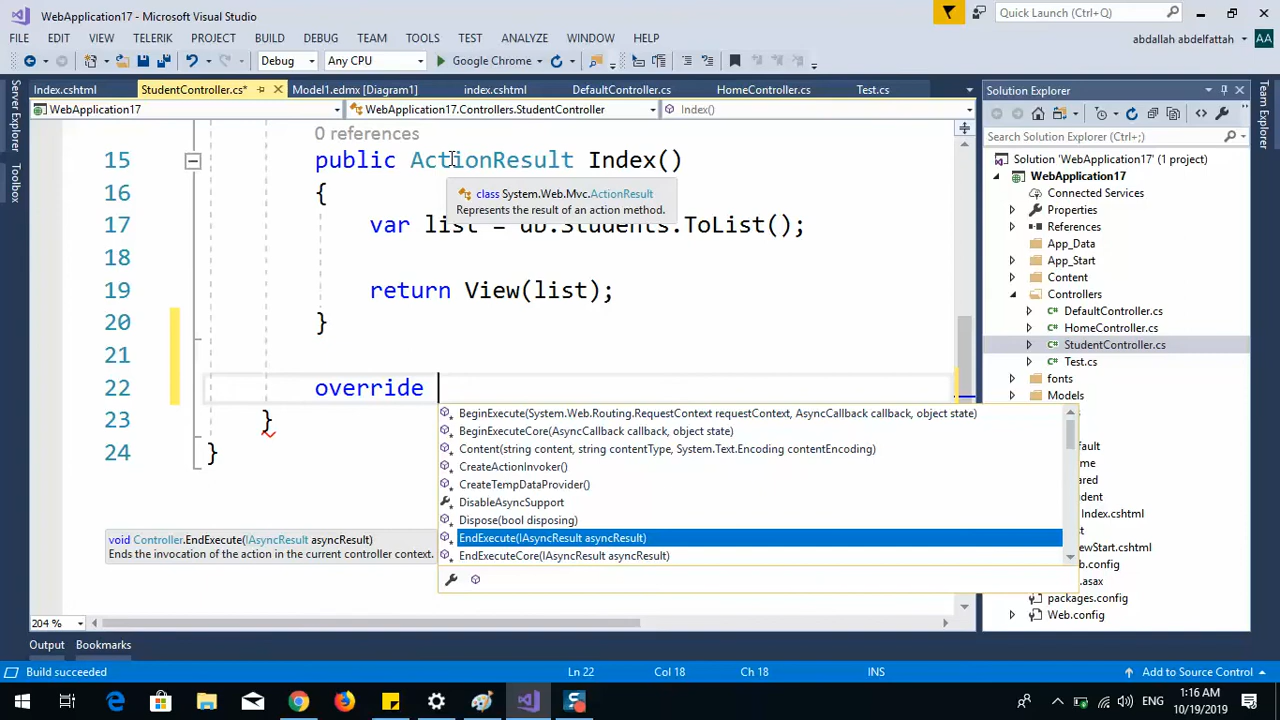 WebApplication17 - Microsoft Visual Studio
Quick Launch (Ctrl+Q)
FILE EDIT VIEW TELERIK PROJECT BUILD DEBUG TEAM TOOLS TEST ANALYZE WINDOW HELP
abdallah abdelfattah AA
Debug Any CPU Google Chrome
Server Explorer
Toolbox
Team Explorer
Index.cshtml StudentController.cs* Model1.edmx [Diagram1] index.cshtml DefaultController.cs HomeController.cs Test.cs
WebApplication17 WebApplication17.Controllers.StudentController Index()
0 references
15 public ActionResult Index()
16 {
class System.Web.Mvc.ActionResult
Represents the result of an action method.
17 var list = db.Students.ToList();
18
19 return View(list);
20 }
21
22 override
23 }
24 }
BeginExecute(System.Web.Routing.RequestContext requestContext, AsyncCallback callback, object state)
BeginExecuteCore(AsyncCallback callback, object state)
Content(string content, string contentType, System.Text.Encoding contentEncoding)
CreateActionInvoker()
CreateTempDataProvider()
DisableAsyncSupport
Dispose(bool disposing)
EndExecute(IAsyncResult asyncResult)
EndExecuteCore(IAsyncResult asyncResult)
void Controller.EndExecute(IAsyncResult asyncResult)
Ends the invocation of the action in the current controller context.
204 %
Solution Explorer
Search Solution Explorer (Ctrl+;)
Solution 'WebApplication17' (1 project)
WebApplication17
Connected Services
Properties
References
App_Data
App_Start
Content
Controllers
DefaultController.cs
HomeController.cs
StudentController.cs
Test.cs
fonts
Models
Index.cshtml
packages.config
Web.config
Output Bookmarks
Build succeeded Ln 22 Col 18 Ch 18 INS Add to Source Control
ENG
1:16 AM
10/19/2019